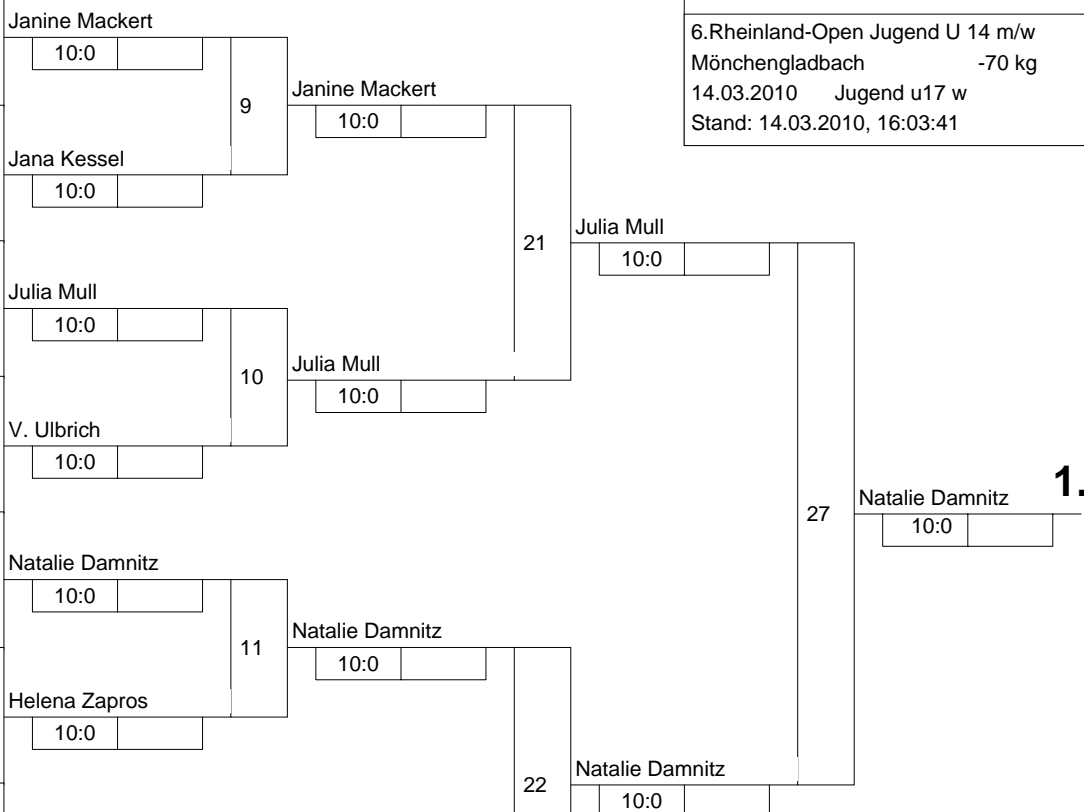 Janine Mackert
10:0
6.Rheinland-Open Jugend U 14 m/w
Mönchengladbach -70 kg
14.03.2010 Jugend u17 w
Stand: 14.03.2010, 16:03:41
9
Janine Mackert
10:0
Jana Kessel
10:0
21
Julia Mull
10:0
Julia Mull
10:0
10
Julia Mull
10:0
V. Ulbrich
10:0
27
Natalie Damnitz 1.
10:0
Natalie Damnitz
10:0
11
Natalie Damnitz
10:0
Helena Zapros
10:0
22
Natalie Damnitz
10:0